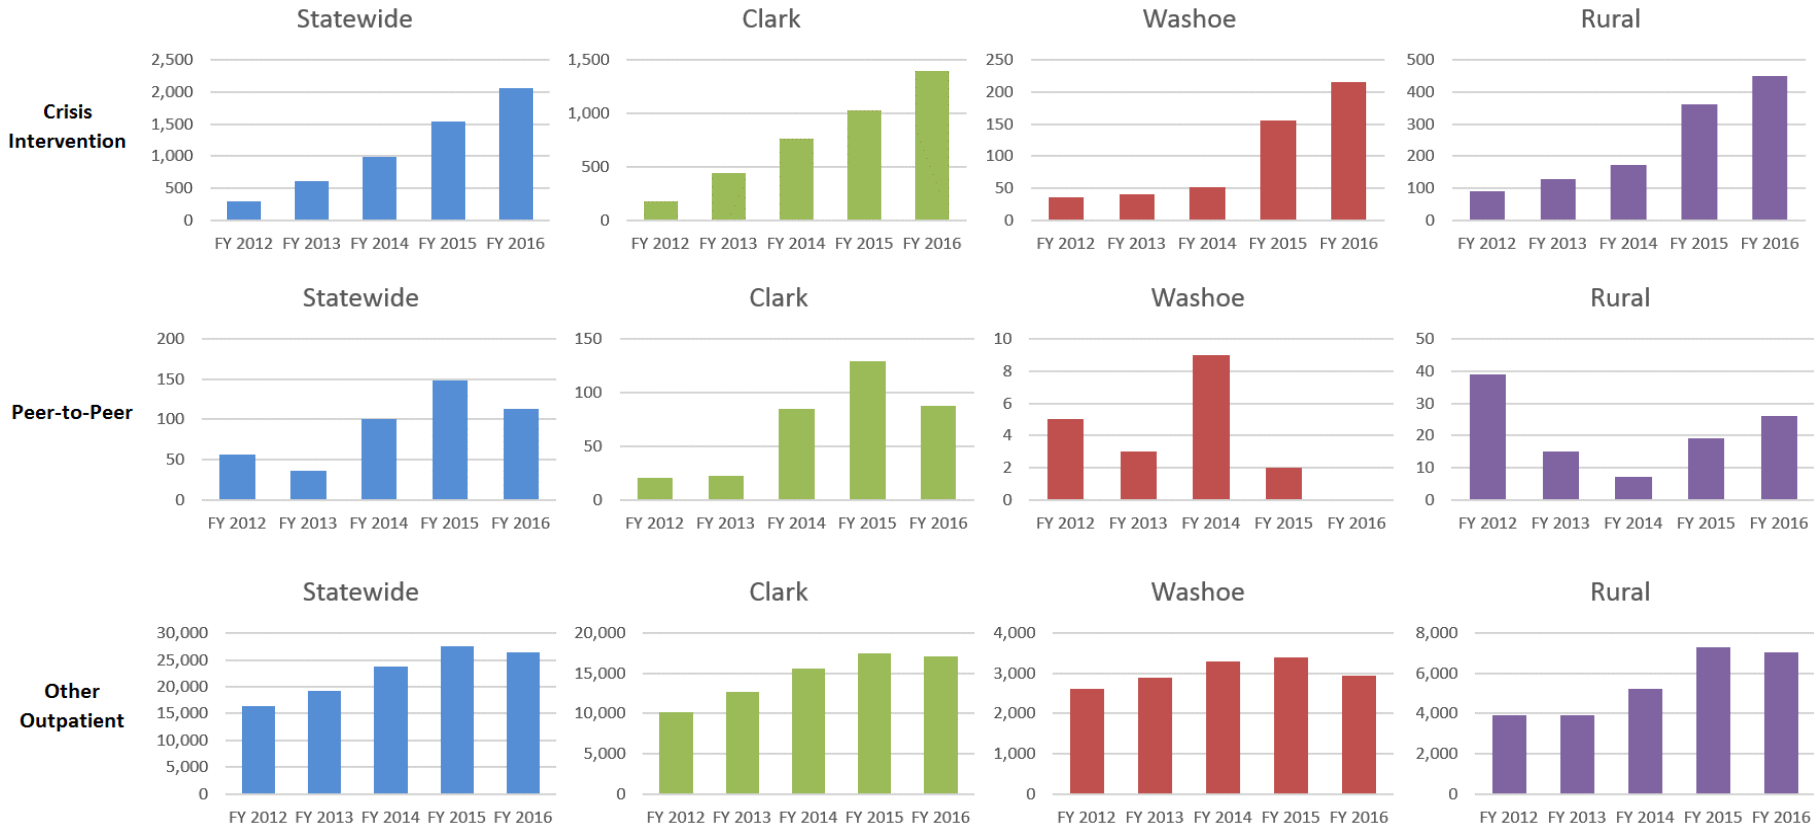 Statewide
Clark
Washoe
Rural
Crisis
Intervention
2,500
2,000
1,500
1,000
500
0
FY 2012 FY 2013 FY 2014 FY 2015 FY 2016
1,500
1,000
500
0
FY 2012 FY 2013 FY 2014 FY 2015 FY 2016
250
200
150
100
50
0
FY 2012 FY 2013 FY 2014 FY 2015 FY 2016
500
400
300
200
100
0
FY 2012 FY 2013 FY 2014 FY 2015 FY 2016
Statewide
Clark
Washoe
Rural
Peer-to-Peer
200
150
100
50
0
FY 2012 FY 2013 FY 2014 FY 2015 FY 2016
150
100
50
0
FY 2012 FY 2013 FY 2014 FY 2015 FY 2016
10
8
6
4
2
0
FY 2012 FY 2013 FY 2014 FY 2015 FY 2016
50
40
30
20
10
0
FY 2012 FY 2013 FY 2014 FY 2015 FY 2016
Statewide
Clark
Washoe
Rural
Other
Outpatient
30,000
25,000
20,000
15,000
10,000
5,000
0
FY 2012 FY 2013 FY 2014 FY 2015 FY 2016
20,000
15,000
10,000
5,000
0
FY 2012 FY 2013 FY 2014 FY 2015 FY 2016
4,000
3,000
2,000
1,000
0
FY 2012 FY 2013 FY 2014 FY 2015 FY 2016
8,000
6,000
4,000
2,000
0
FY 2012 FY 2013 FY 2014 FY 2015 FY 2016